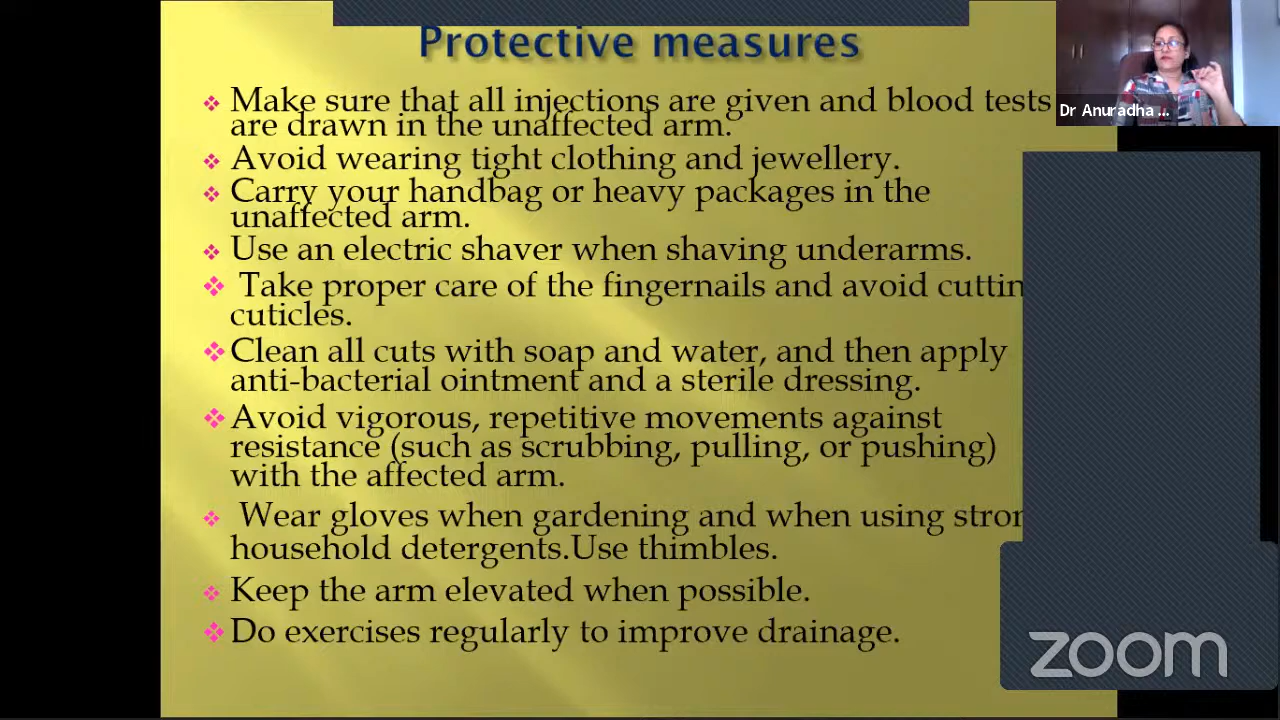 Protective measures
Dr Anuradha ...
Make sure that all injections are given and blood tests
are drawn in the unaffected arm.
Avoid wearing tight clothing and jewellery.
Carry your handbag or heavy packages in the
unaffected arm.
Use an electric shaver when shaving underarms.
Take proper care of the fingernails and avoid
cuticles.
Clean all cuts with soap and water, and then apply
anti-bacterial ointment and a sterile dressing.
Avoid vigorous, repetitive movements against
resistance (such as scrubbing, pulling, or pushing)
with the affected arm.
Wear gloves when gardening and when using
household detergents.Use thimbles.
Keep the arm elevated when possible.
Do exercises regularly to improve drainage.
zoom